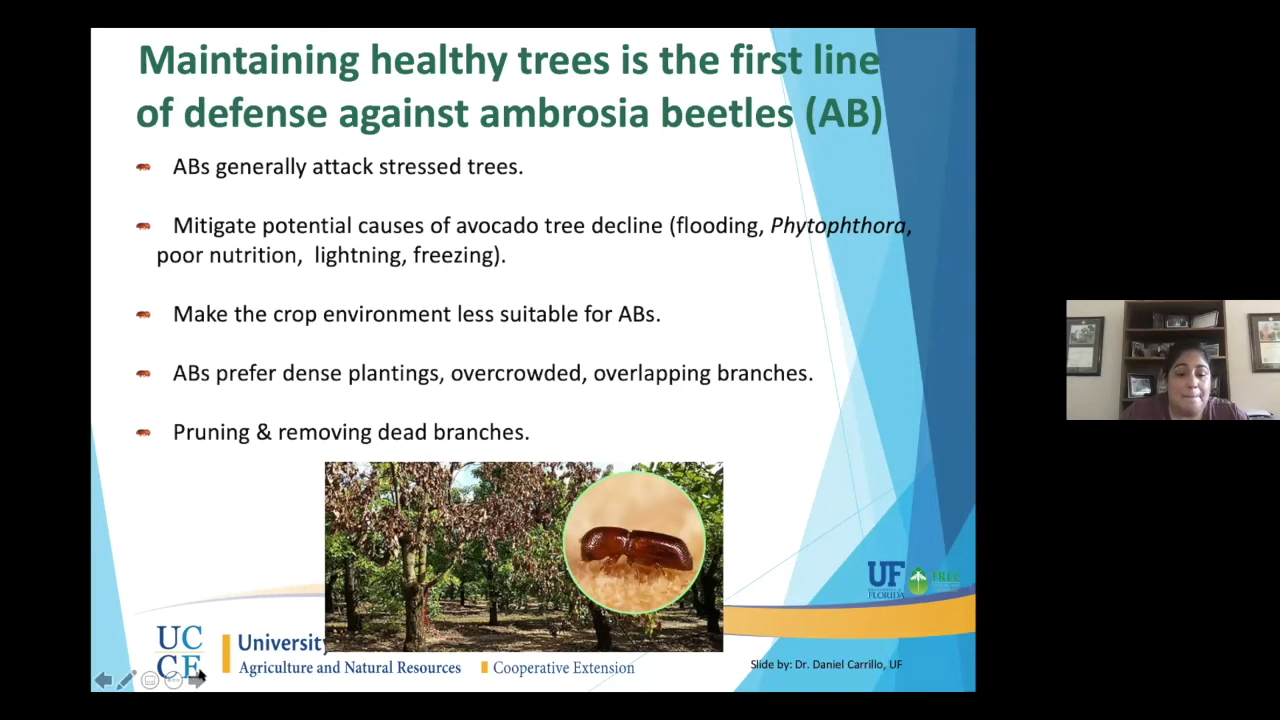 Maintaining healthy trees is the first line
of defense against ambrosia beetles (AB)
ABs generally attack stressed trees.
Mitigate potential causes of avocado tree decline (flooding, Phytophthora,
poor nutrition,  lightning, freezing).
Make the crop environment less suitable for ABs.
ABs prefer dense plantings, overcrowded, overlapping branches.
Pruning & removing dead branches.
UF
FLORIDA
TREC
UC
CE
University
Agriculture and Natural Resources
Cooperative Extension
Slide by: Dr. Daniel Carrillo, UF